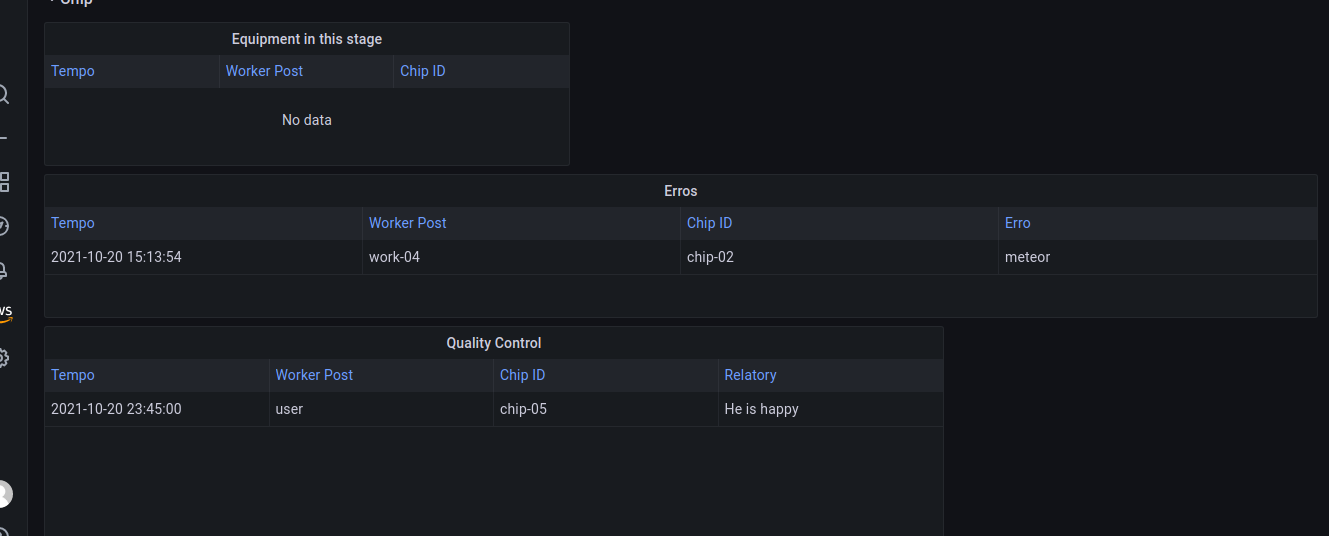 Chip
Equipment in this stage
Tempo Worker Post Chip ID
No data
Erros
Tempo Worker Post Chip ID Erro
2021-10-20 15:13:54 work-04 chip-02 meteor
Quality Control
Tempo Worker Post Chip ID Relatory
2021-10-20 23:45:00 user chip-05 He is happy
ws